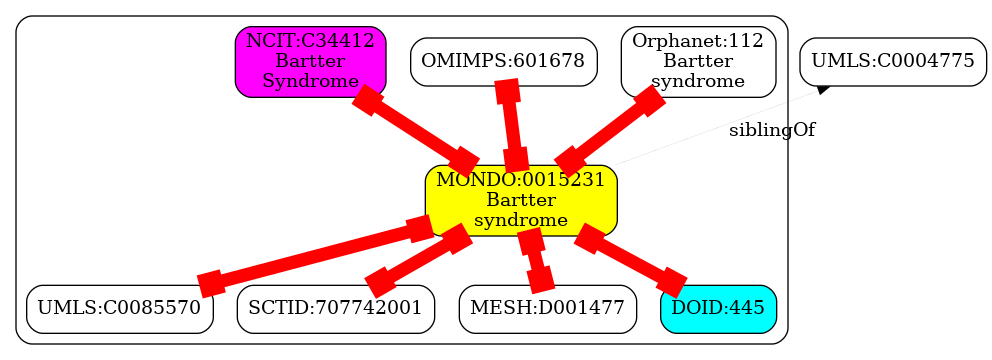 NCIT:C34412
Bartter
Syndrome
OMIMPS:601678
Orphanet:112
Bartter
syndrome
UMLS:C0004775
siblingOf
MONDO:0015231
Bartter
syndrome
UMLS:C0085570
SCTID:707742001
MESH:D001477
DOID:445